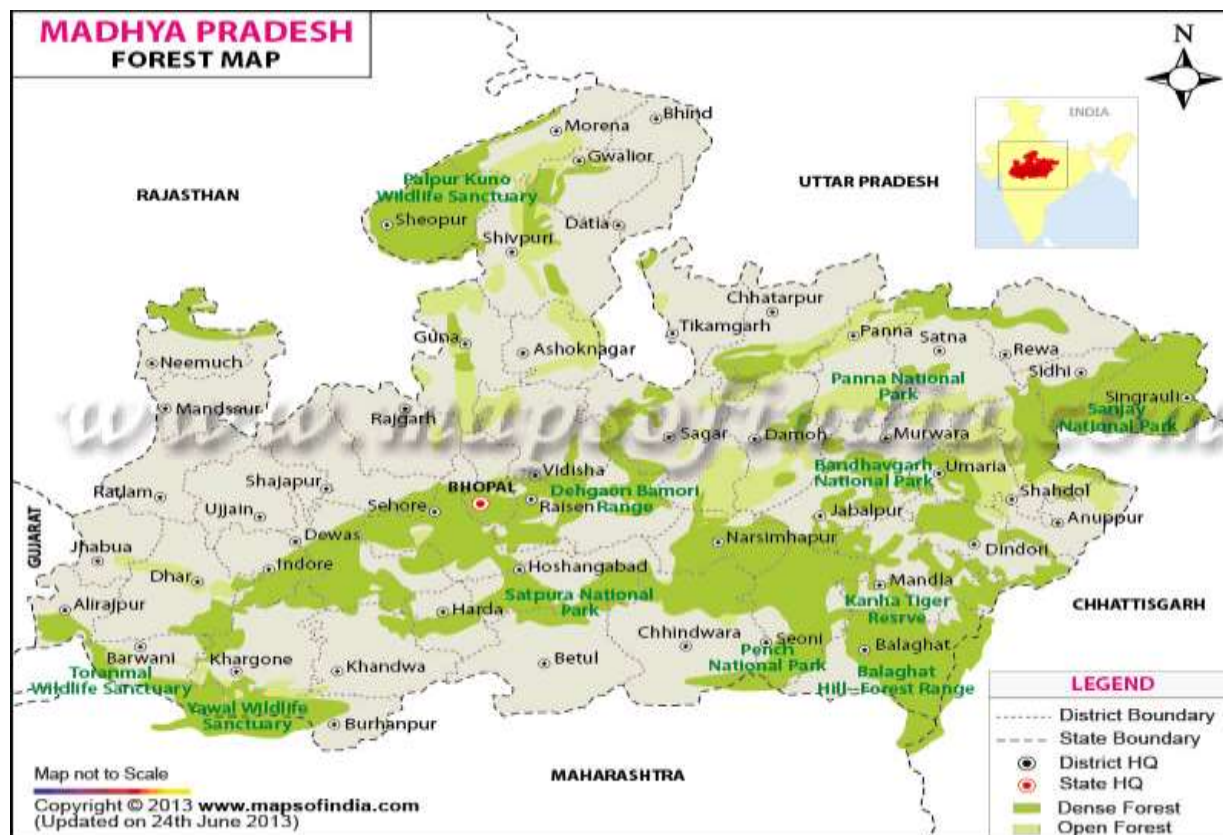 MADHYA PRADESH
FOREST MAP
N
INDIA
Bhind
Morena
Gwalior
RAJASTHAN
Palpur Kuno
Wildlife Sanctuary
UTTAR PRADESH
Sheopur
Datia
Shivpuri
Chhatarpur
Tikamgarh
Panna
Guna
Ashoknagar
Satna
Rewa
Neemuch
Sidhi
Panna National
Park
Mandsaur
Rajgarh
Singrauli
Sanjay
National Park
www.mapsofindia.com
Sagar
Damoh
Murwara
Vidisha
Bandhavgarh
National Park
Umaria
Shajapur
BHOPAL
Dehgaon Bamori
Range
Ratlam
Ujjain
Sehore
Raisen
Shahdol
Jabalpur
Anuppur
GUJARAT
Dewas
Narsimhapur
Dindori
Jhabua
Indore
Hoshangabad
Dhar
Mandla
Satpura National
Park
Kanha Tiger
Resrve
CHHATTISGARH
Alirajpur
Harda
Chhindwara
Seoni
Balaghat
Barwani
Khargone
Khandwa
Betul
Pench
National Park
Toranmal
Wildlife Sanctuary
Balaghat
Hill-Forest Range
Yawal Wildlife
Sanctuary
Burhanpur
MAHARASHTRA
LEGEND
District Boundary
State Boundary
District HQ
State HQ
Dense Forest
Open Forest
Map not to Scale
Copyright © 2013 www.mapsofindia.com
(Updated on 24th June 2013)